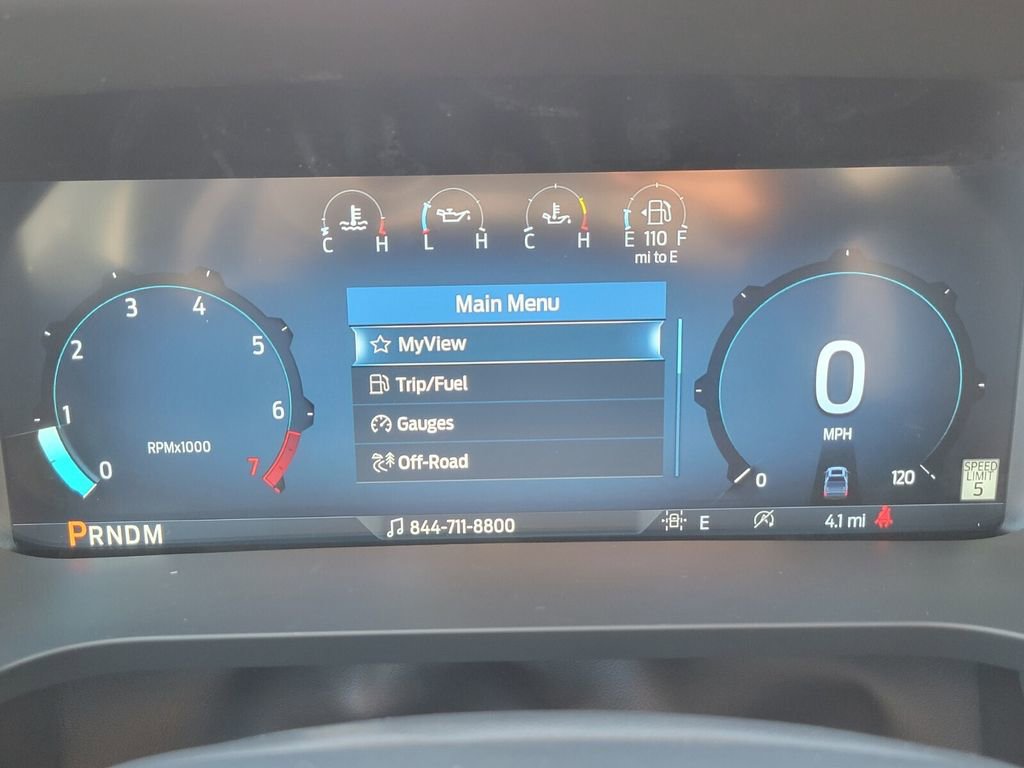 C H L H C H E 110 F
mi to E
Main Menu
MyView
Trip/Fuel
Gauges
Off-Road
0 1 2 3 4 5 6 7
RPMx1000
0
MPH
0 120
SPEED
LIMIT
5
PRNDM
844-711-8800
E
4.1 mi